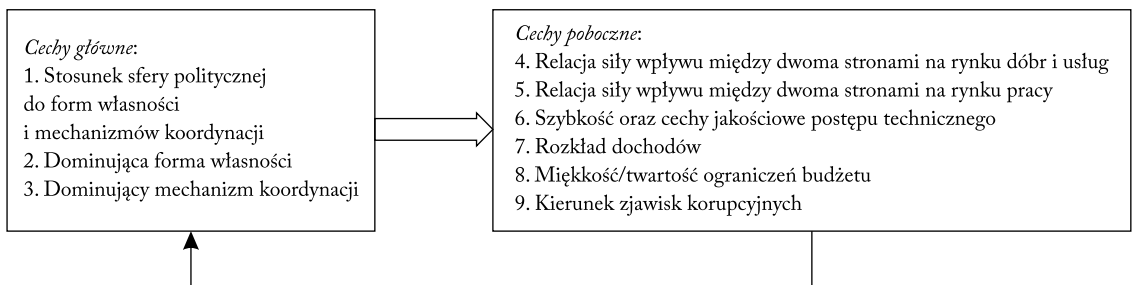 Cechy główne:
1. Stosunek sfery politycznej
do form własności
i mechanizmów koordynacji
2. Dominująca forma własności
3. Dominujący mechanizm koordynacji
Cechy poboczne:
4. Relacja siły wpływu między dwoma stronami na rynku dóbr i usług
5. Relacja siły wpływu między dwoma stronami na rynku pracy
6. Szybkość oraz cechy jakościowe postępu technicznego
7. Rozkład dochodów
8. Miękkość/twartość ograniczeń budżetu
9. Kierunek zjawisk korupcyjnych